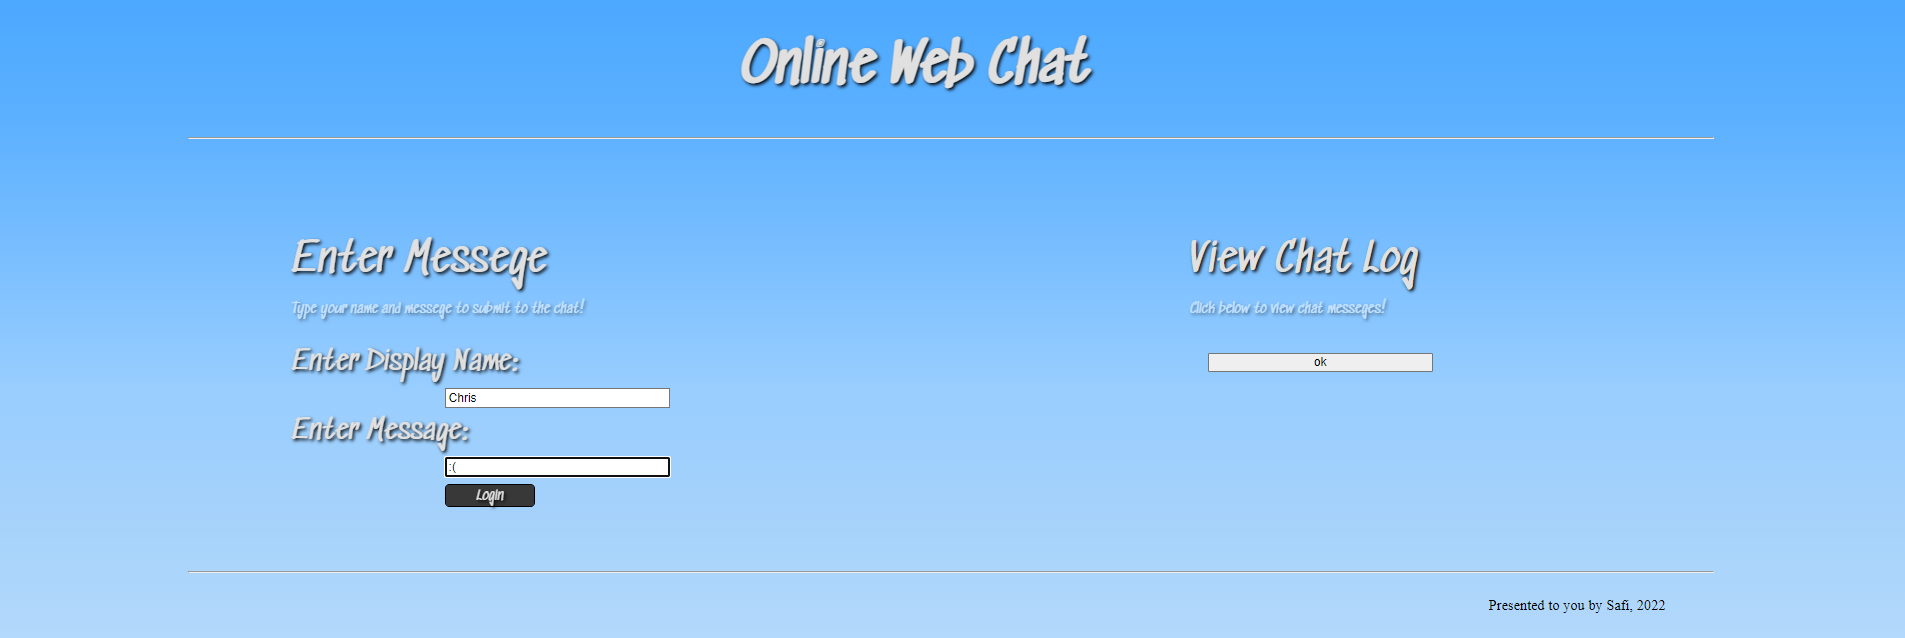 Online Web Chat
Enter Messege
Type your name and messege to submit to the chat!
Enter Display Name:
Chris
Enter Message:
:(
Login
View Chat Log
Click below to view chat messeges!
ok
Presented to you by Safi, 2022